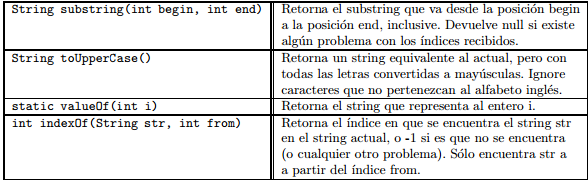 String substring(int begin, int end) Retorna el substring que va desde la posición begin
a la posición end, inclusive. Devuelve null si existe
algún problema con los índices recibidos.
String toUpperCase() Retorna un string equivalente al actual, pero con
todas las letras convertidas a mayúsculas. Ignore
caracteres que no pertenezcan al alfabeto inglés.
static valueOf(int i) Retorna el string que representa al entero i.
int indexOf(String str, int from) Retorna el índice en que se encuentra el string str
en el string actual, o -1 si es que no se encuentra
(o cualquier otro problema). Sólo encuentra str a
a partir del índice from.